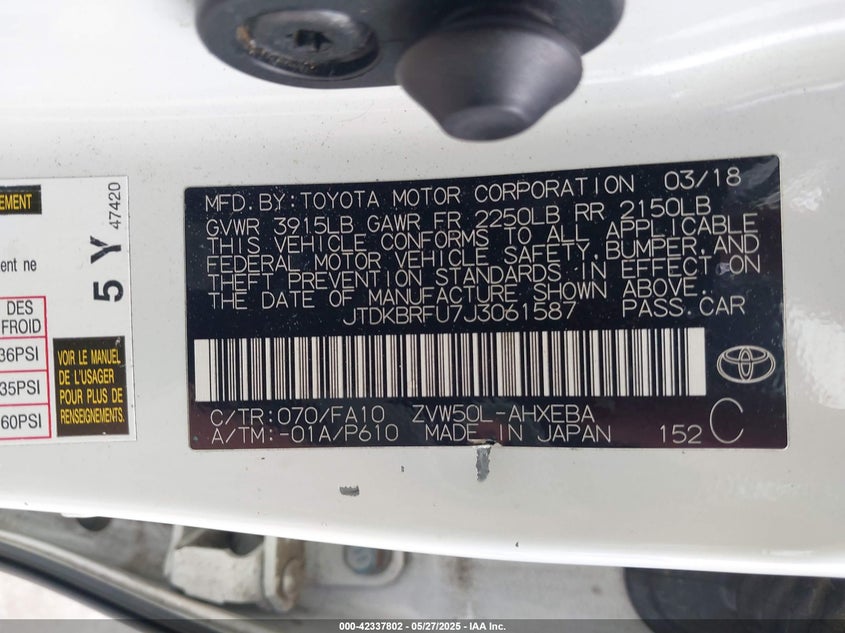 EMENT
ent ne
DES
FROID
36PSI
35PSI
60PSI
VOIR LE MANUEL
DE L'USAGER
POUR PLUS DE
RENSEIGNEMENTS
5 Y
47420
MFD. BY: TOYOTA MOTOR CORPORATION 03/18
GVWR 3915LB GAWR FR 2250LB RR 2150LB
THIS VEHICLE CONFORMS TO ALL APPLICABLE
FEDERAL MOTOR VEHICLE SAFETY, BUMPER, AND
THEFT PREVENTION STANDARDS IN EFFECT ON
THE DATE OF MANUFACTURE SHOWN ABOVE.
JTDKBRFU7J3061587 PASS. CAR
C/TR: 070/FA10 ZVW50L-AHXEBA
A/TM: -01A/P610 MADE IN JAPAN 152 C
000-42337802 - 05/27/2025 - IAA Inc.